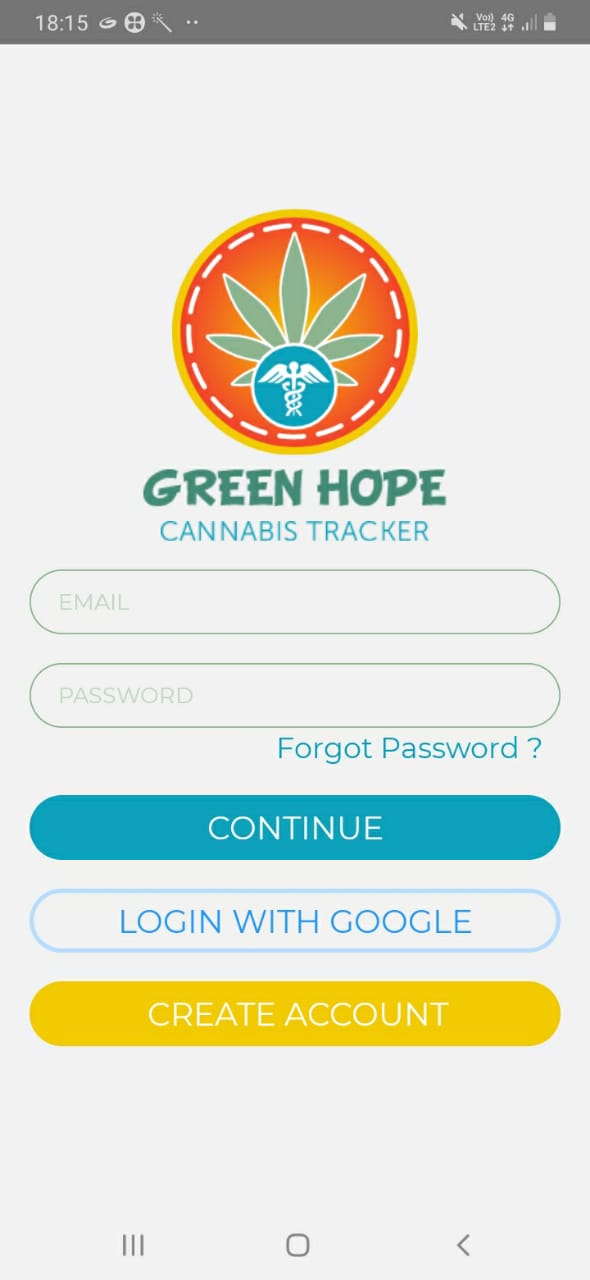 18:15
Vo)) 4G
LTE2
GREEN HOPE
CANNABIS TRACKER
EMAIL
PASSWORD
Forgot Password ?
CONTINUE
LOGIN WITH GOOGLE
CREATE ACCOUNT